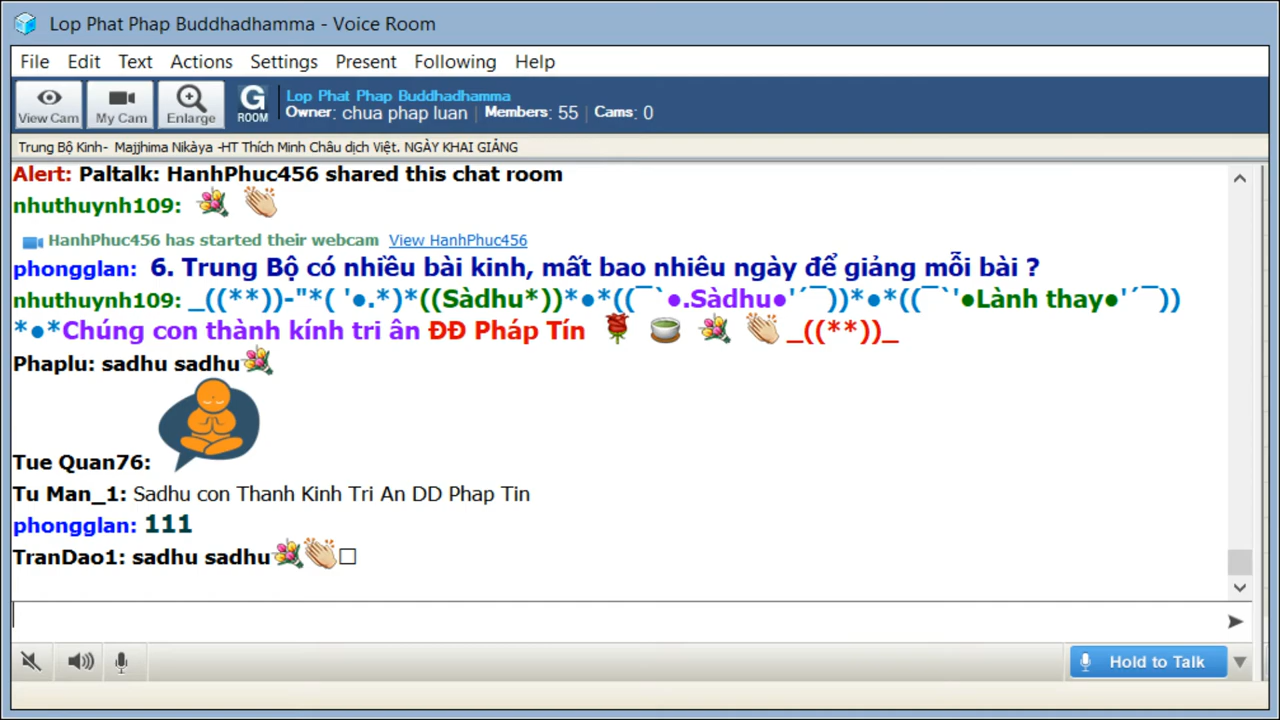 Lop Phat Phap Buddhadhamma - Voice Room
File Edit Text Actions Settings Present Following Help
View Cam My Cam Enlarge G ROOM Lop Phat Phap Buddhadhamma
Owner: chua phap luan | Members: 55 | Cams: 0
Trung Bộ Kinh- Majjhima Nikàya -HT Thích Minh Châu dịch Việt. NGÀY KHAI GIẢNG
Alert: Paltalk: HanhPhuc456 shared this chat room
nhuthuynh109: 💐 👏
HanhPhuc456 has started their webcam View HanhPhuc456
phongglan: 6. Trung Bộ có nhiều bài kinh, mất bao nhiêu ngày để giảng mỗi bài ?
nhuthuynh109: _((**))-"*( '●.*)*((Sàdhu*))*●*((¯`●.Sàdhu●'´¯))*●*((¯`'●Lành thay●'´¯))
*●*Chúng con thành kính tri ân ĐĐ Pháp Tín 🌹 🍵 💐 👏 _((**))_
Phaplu: sadhu sadhu💐
Tue Quan76:
Tu Man_1: Sadhu con Thanh Kinh Tri An DD Phap Tin
phongglan: 111
TranDao1: sadhu sadhu💐👏□
Hold to Talk